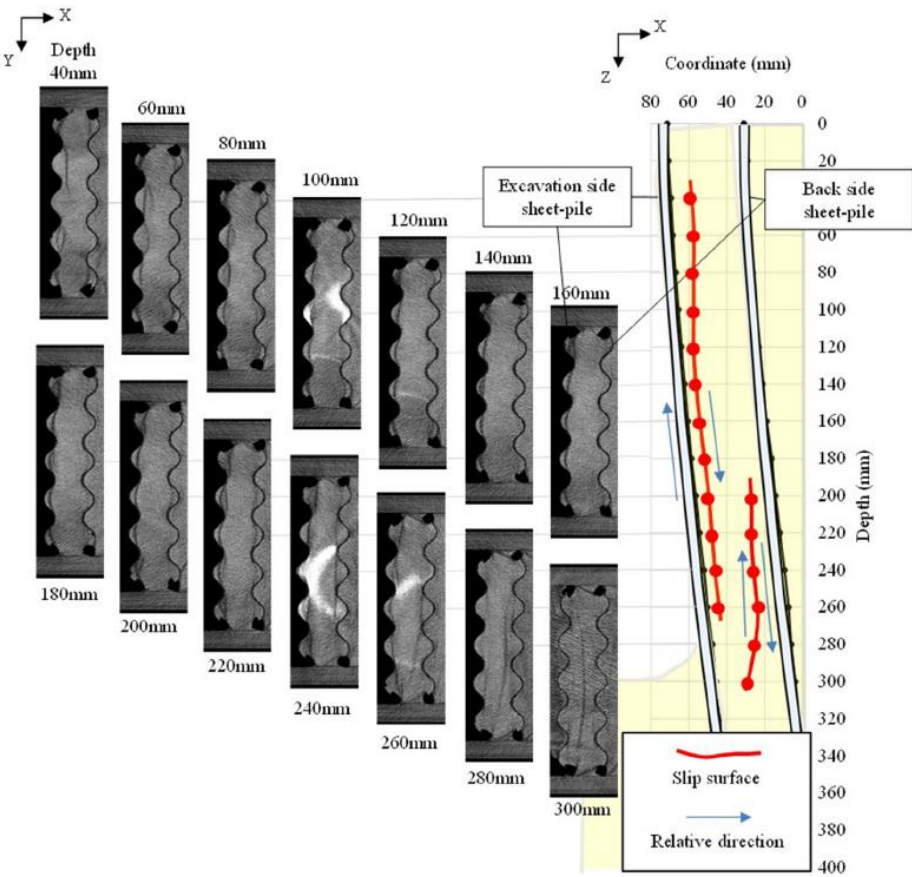 X
Y
Depth
40mm
60mm
80mm
100mm
120mm
140mm
160mm
180mm
200mm
220mm
240mm
260mm
280mm
300mm
X
Z
Coordinate (mm)
80 60 40 20 0
Excavation side
sheet-pile
Back side
sheet-pile
0
20
60
80
100
120
140
160
180
200
220
240
260
280
300
320
340
360
380
400
Depth (mm)
Slip surface
Relative direction